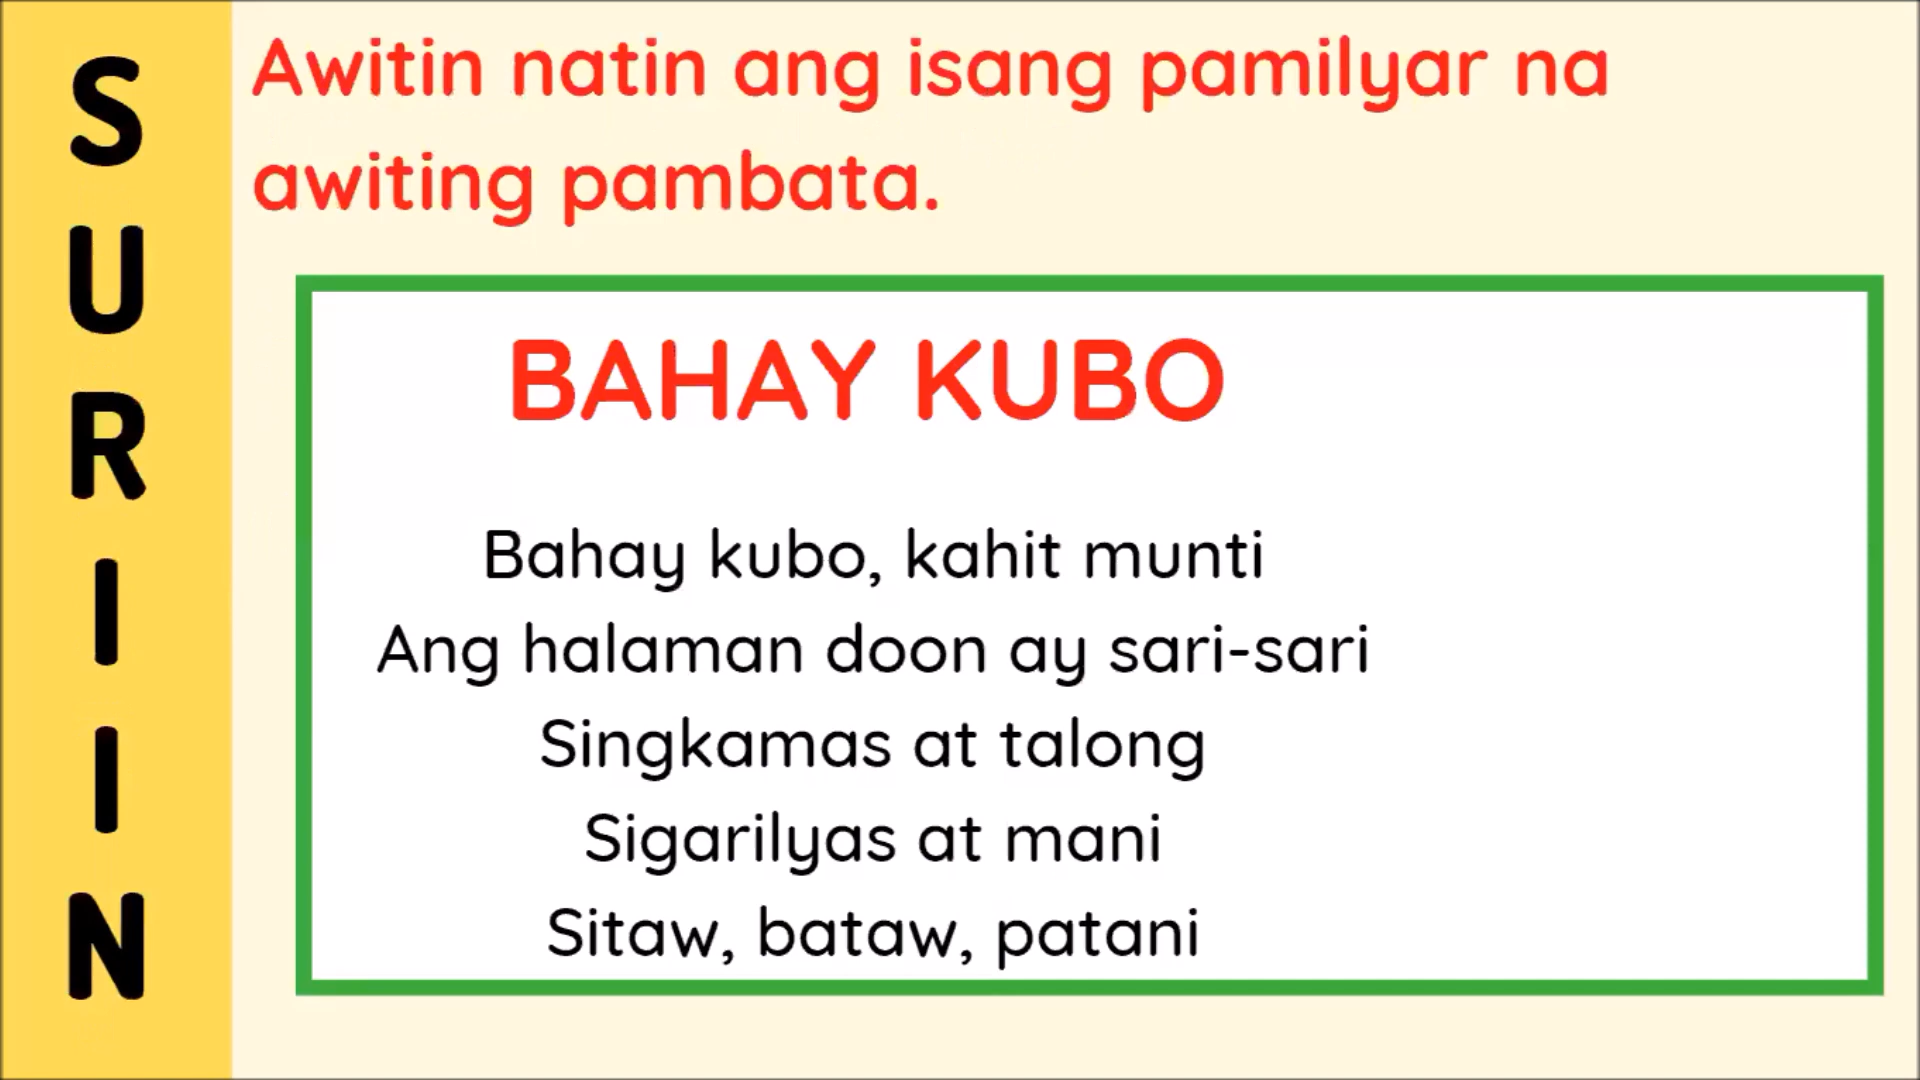 SURIIN
Awitin natin ang isang pamilyar na
awiting pambata.
BAHAY KUBO
Bahay kubo, kahit munti
Ang halaman doon ay sari-sari
Singkamas at talong
Sigarilyas at mani
Sitaw, bataw, patani